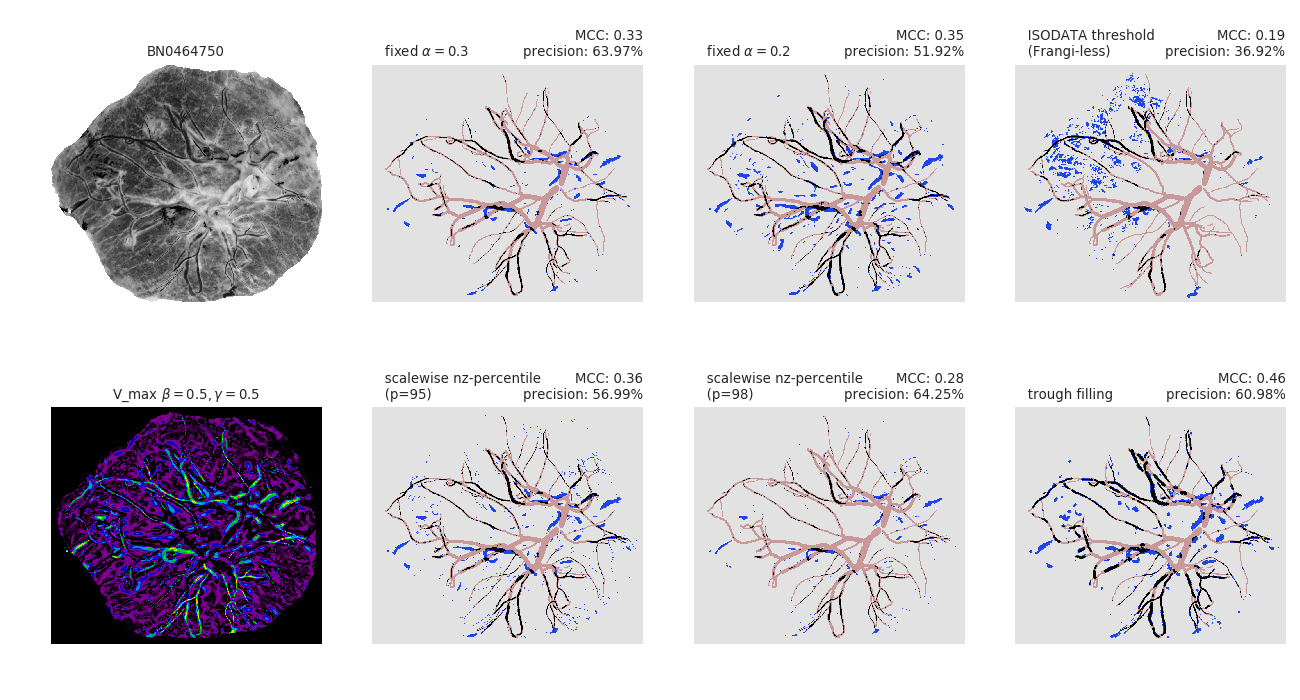 BN0464750
fixed α = 0.3
MCC: 0.33
precision: 63.97%
fixed α = 0.2
MCC: 0.35
precision: 51.92%
ISODATA threshold
(Frangi-less)
MCC: 0.19
precision: 36.92%
V_max β = 0.5, γ = 0.5
scalewise nz-percentile
(p=95)
MCC: 0.36
precision: 56.99%
scalewise nz-percentile
(p=98)
MCC: 0.28
precision: 64.25%
trough filling
MCC: 0.46
precision: 60.98%